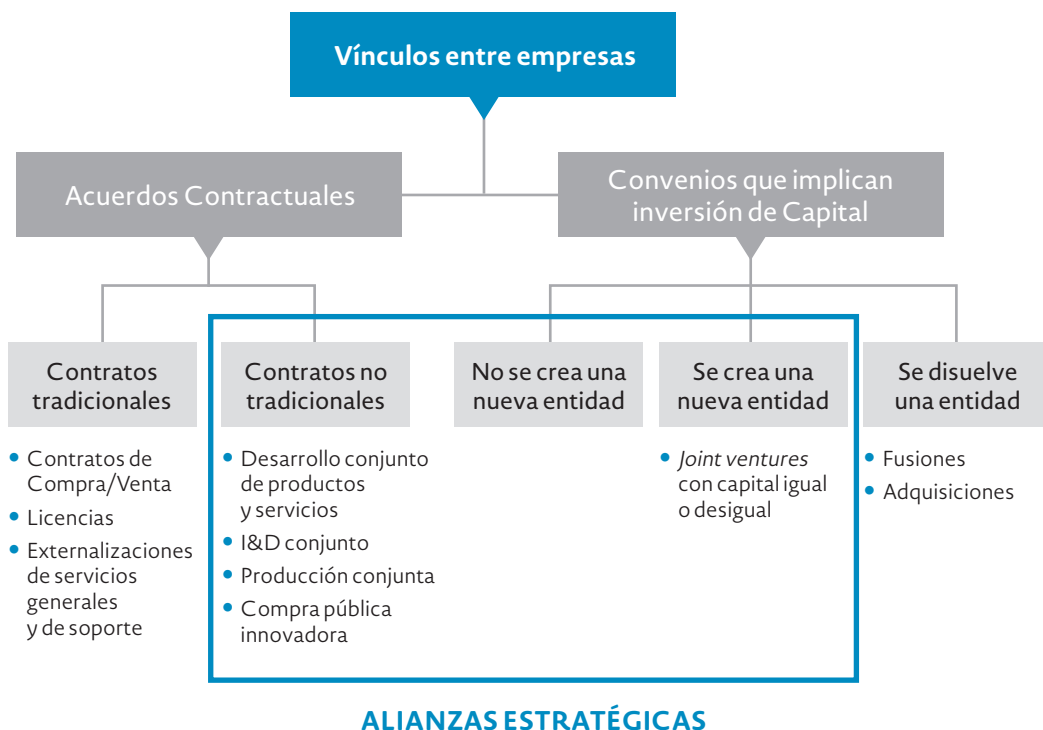 Vínculos entre empresas
Acuerdos Contractuales
Convenios que implican
inversión de Capital
Contratos
tradicionales
• Contratos de
Compra/Venta
• Licencias
• Externalizaciones
de servicios
generales
y de soporte
Contratos no
tradicionales
• Desarrollo conjunto
de productos
y servicios
• I&D conjunto
• Producción conjunta
• Compra pública
innovadora
No se crea una
nueva entidad
Se crea una
nueva entidad
• Joint ventures
con capital igual
o desigual
Se disuelve
una entidad
• Fusiones
• Adquisiciones
ALIANZAS ESTRATÉGICAS